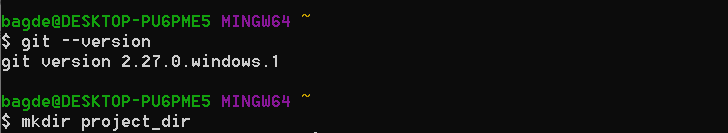 bagde@DESKTOP-PU6PME5 MINGW64 ~
$ git --version
git version 2.27.0.windows.1
bagde@DESKTOP-PU6PME5 MINGW64 ~
$ mkdir project_dir